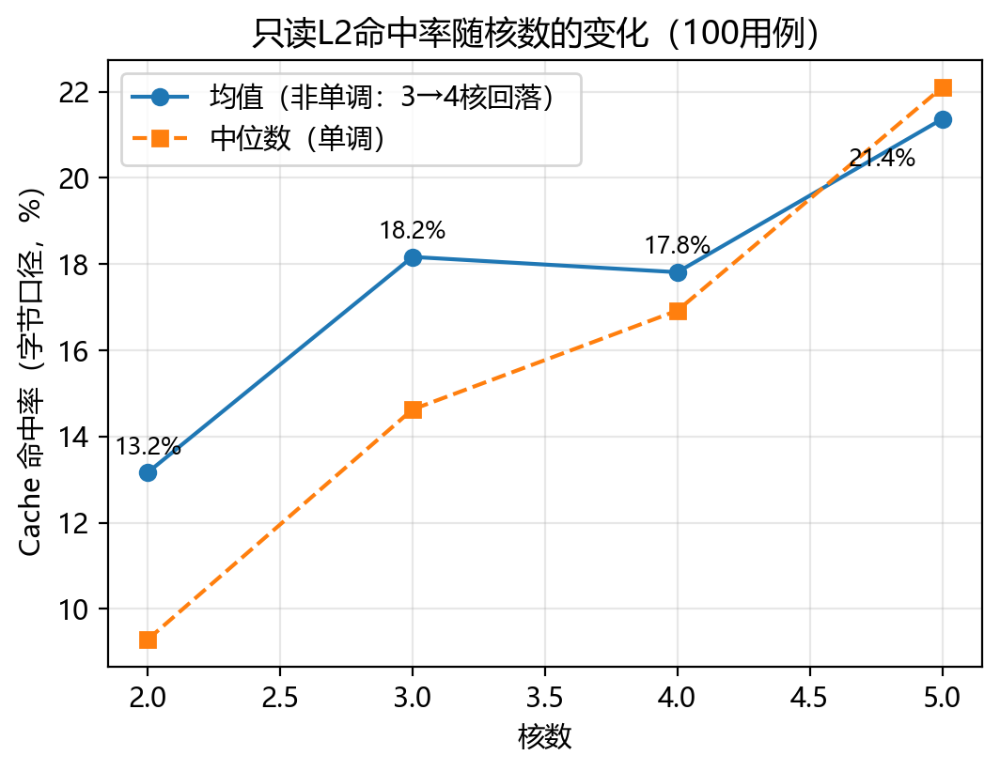 只读L2命中率随核数的变化（100用例）
均值（非单调：3→4核回落）
中位数（单调）
Cache 命中率（字节口径，%）
22
20
18
16
14
12
10
13.2%
18.2%
17.8%
21.4%
2.0 2.5 3.0 3.5 4.0 4.5 5.0
核数